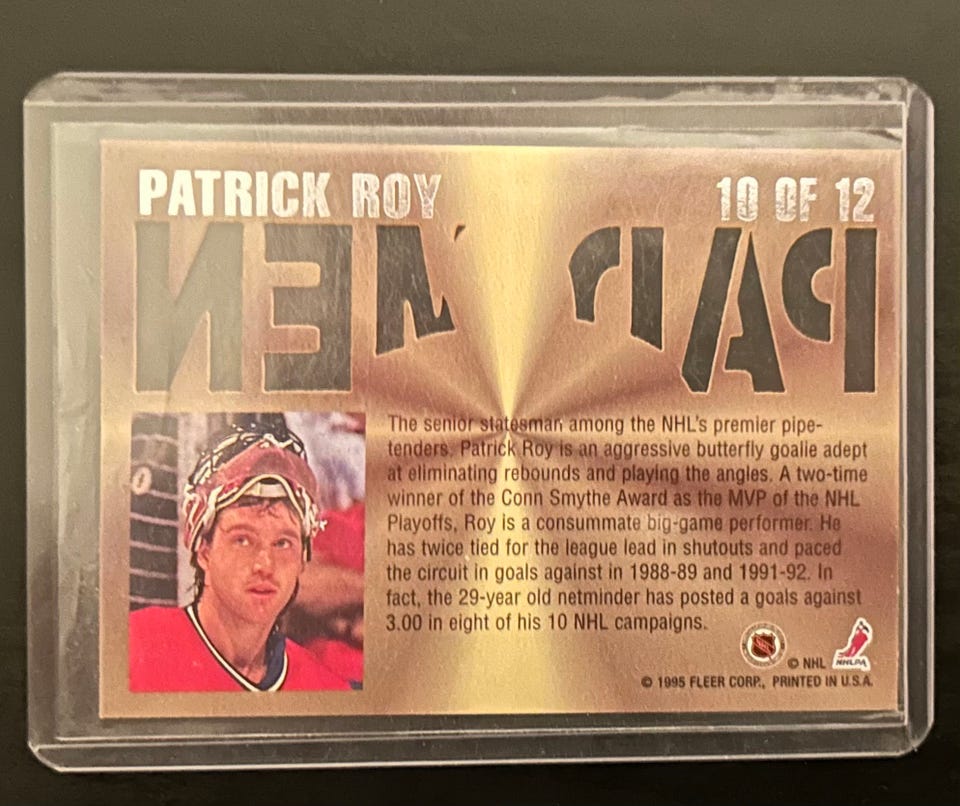 PATRICK ROY 10 OF 12
PAD MEN
The senior statesman among the NHL's premier pipe-
tenders, Patrick Roy is an aggressive butterfly goalie adept
at eliminating rebounds and playing the angles. A two-time
winner of the Conn Smythe Award as the MVP of the NHL
Playoffs, Roy is a consummate big-game performer. He
has twice tied for the league lead in shutouts and paced
the circuit in goals against in 1988-89 and 1991-92. In
fact, the 29-year old netminder has posted a goals against
3.00 in eight of his 10 NHL campaigns.
© NHL NHLPA
© 1995 FLEER CORP., PRINTED IN U.S.A.